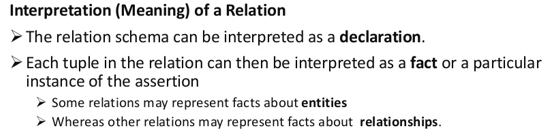 Interpretation (Meaning) of a Relation
➢ The relation schema can be interpreted as a declaration.
➢ Each tuple in the relation can then be interpreted as a fact or a particular
instance of the assertion
➢ Some relations may represent facts about entities
➢ Whereas other relations may represent facts about relationships.